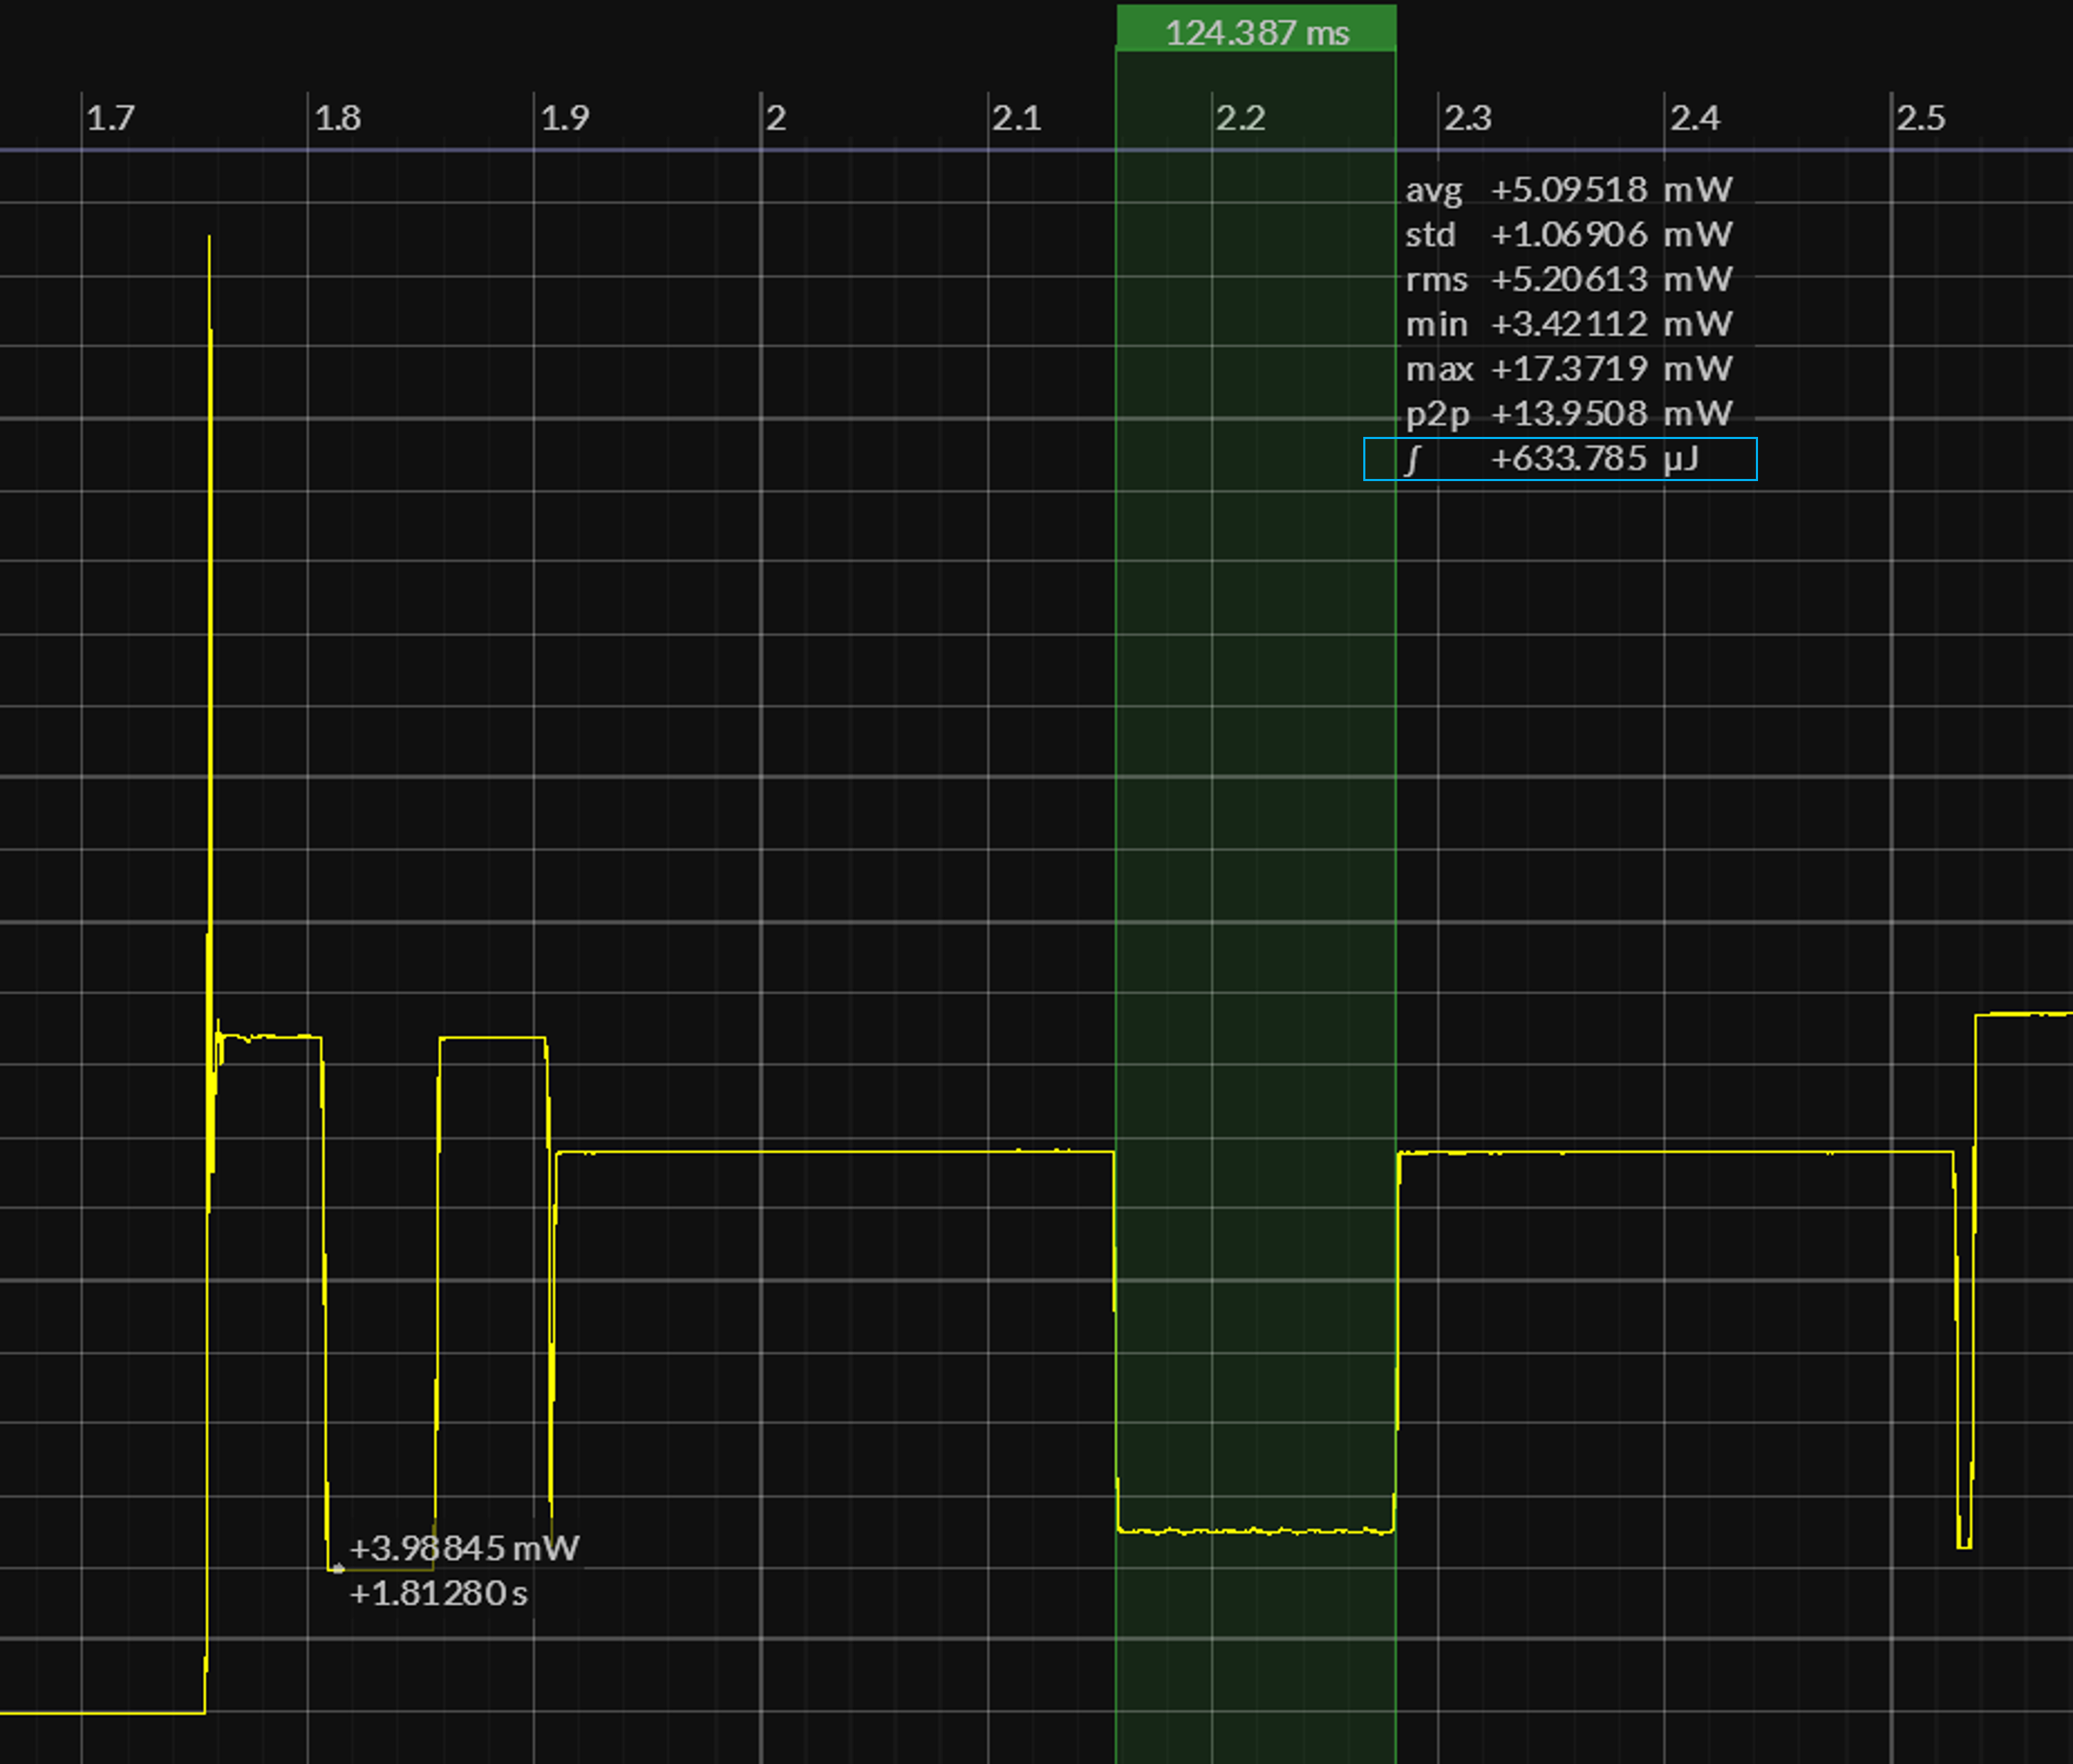 124.387 ms
1.7 1.8 1.9 2 2.1 2.2 2.3 2.4 2.5
avg +5.09518 mW
std +1.06906 mW
rms +5.20613 mW
min +3.42112 mW
max +17.3719 mW
p2p +13.9508 mW
∫ +633.785 µJ
+3.98845 mW
+1.81280 s